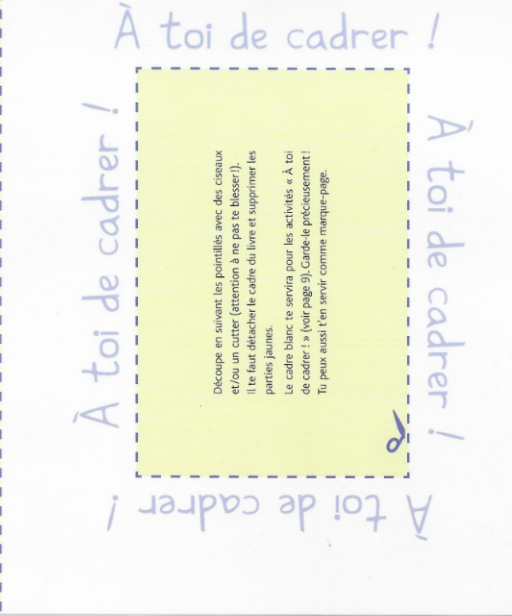 À toi de cadrer !
À toi de cadrer !
À toi de cadrer !
À toi de cadrer !
Découpe en suivant les pointillés avec des ciseaux
et/ou un cutter (attention à ne pas te blesser !).
Il te faut détacher le cadre du livre et supprimer les
parties jaunes.
Le cadre blanc te servira pour les activités « À toi
de cadrer ! » (voir page 9). Garde-le précieusement !
Tu peux aussi t'en servir comme marque-page.